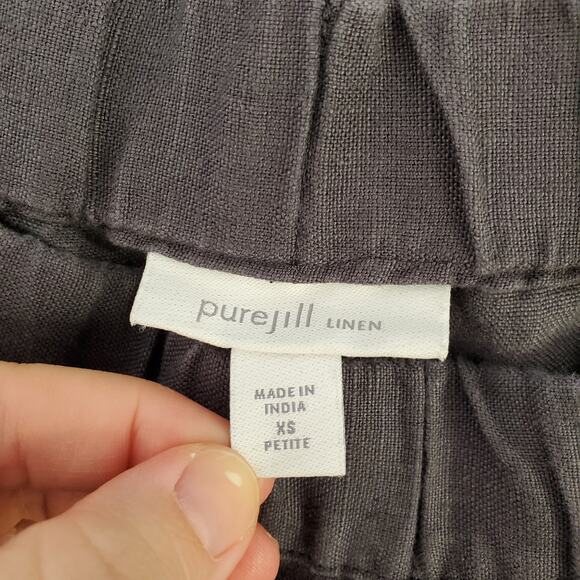 purejill LINEN
MADE IN
INDIA
XS
PETITE